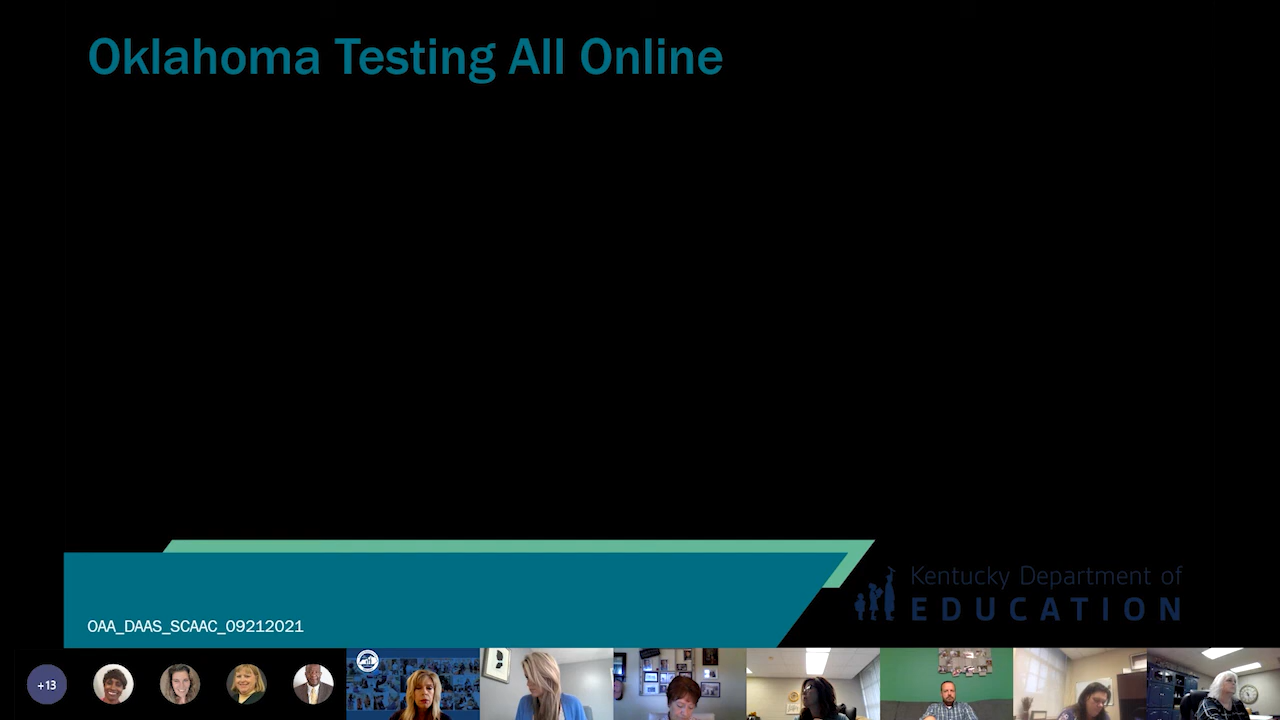 Oklahoma Testing All Online
Kentucky Department of
EDUCATION
OAA_DAAS_SCAAC_09212021
+13